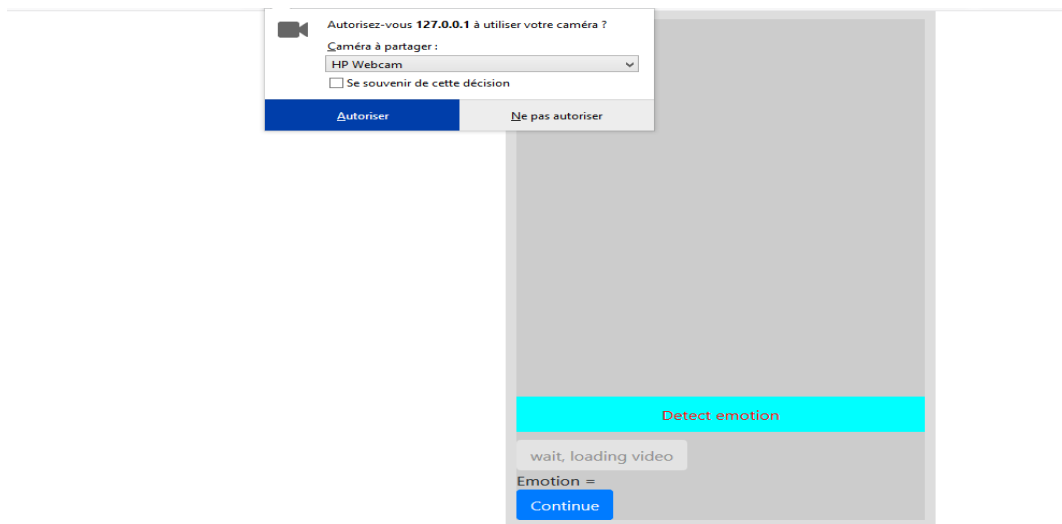 Autorisez-vous 127.0.0.1 à utiliser votre caméra ?
Caméra à partager :
HP Webcam
Se souvenir de cette décision
Autoriser
Ne pas autoriser
Detect emotion
wait, loading video
Emotion =
Continue